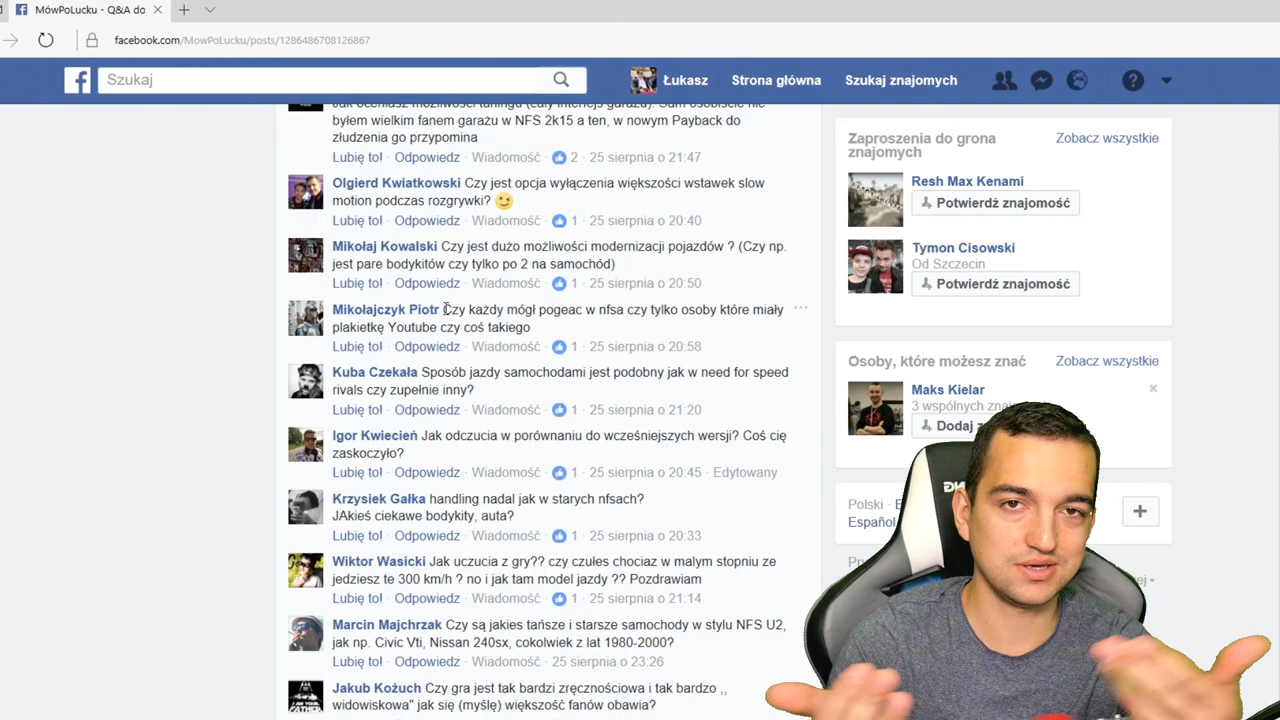 MówPoLucku - Q&A do
facebook.com/MowPoLucku/posts/1286486708126867
Szukaj
Łukasz
Strona główna
Szukaj znajomych
byłem wielkim fanem garażu w NFS 2k15 a ten, w nowym Payback do
złudzenia go przypomina
Lubię to! · Odpowiedz · Wiadomość · 2 · 25 sierpnia o 21:47
Olgierd Kwiatkowski Czy jest opcja wyłączenia większości wstawek slow
motion podczas rozgrywki?
Lubię to! · Odpowiedz · Wiadomość · 1 · 25 sierpnia o 20:40
Mikołaj Kowalski Czy jest dużo możliwości modernizacji pojazdów ? (Czy np.
jest pare bodykitów czy tylko po 2 na samochód)
Lubię to! · Odpowiedz · Wiadomość · 1 · 25 sierpnia o 20:50
Mikołajczyk Piotr Czy każdy mógł pogeac w nfsa czy tylko osoby które miały
plakietkę Youtube czy coś takiego
Lubię to! · Odpowiedz · Wiadomość · 1 · 25 sierpnia o 20:58
Kuba Czekała Sposób jazdy samochodami jest podobny jak w need for speed
rivals czy zupełnie inny?
Lubię to! · Odpowiedz · Wiadomość · 1 · 25 sierpnia o 21:20
Igor Kwiecień Jak odczucia w porównaniu do wcześniejszych wersji? Coś cię
zaskoczyło?
Lubię to! · Odpowiedz · Wiadomość · 1 · 25 sierpnia o 20:45 · Edytowany
Krzysiek Gałka handling nadal jak w starych nfsach?
JAkieś ciekawe bodykity, auta?
Lubię to! · Odpowiedz · Wiadomość · 1 · 25 sierpnia o 20:33
Wiktor Wasicki Jak uczucia z gry?? czy czułes chociaz w malym stopniu ze
jedziesz te 300 km/h ? no i jak tam model jazdy ?? Pozdrawiam
Lubię to! · Odpowiedz · Wiadomość · 1 · 25 sierpnia o 21:14
Marcin Majchrzak Czy są jakies tańsze i starsze samochody w stylu NFS U2,
jak np. Civic Vti, Nissan 240sx, cokolwiek z lat 1980-2000?
Lubię to! · Odpowiedz · Wiadomość · 25 sierpnia o 23:26
Jakub Kożuch Czy gra jest tak bardzi zręcznościowa i tak bardzo ,,
widowiskowa" jak się (myślę) większość fanów obawia?
Zaproszenia do grona
znajomych
Zobacz wszystkie
Resh Max Kenami
Potwierdź znajomość
Tymon Cisowski
Od Szczecin
Potwierdź znajomość
Osoby, które możesz znać
Zobacz wszystkie
Maks Kielar
3 wspólnych
Dodaj
Polski ·
Español